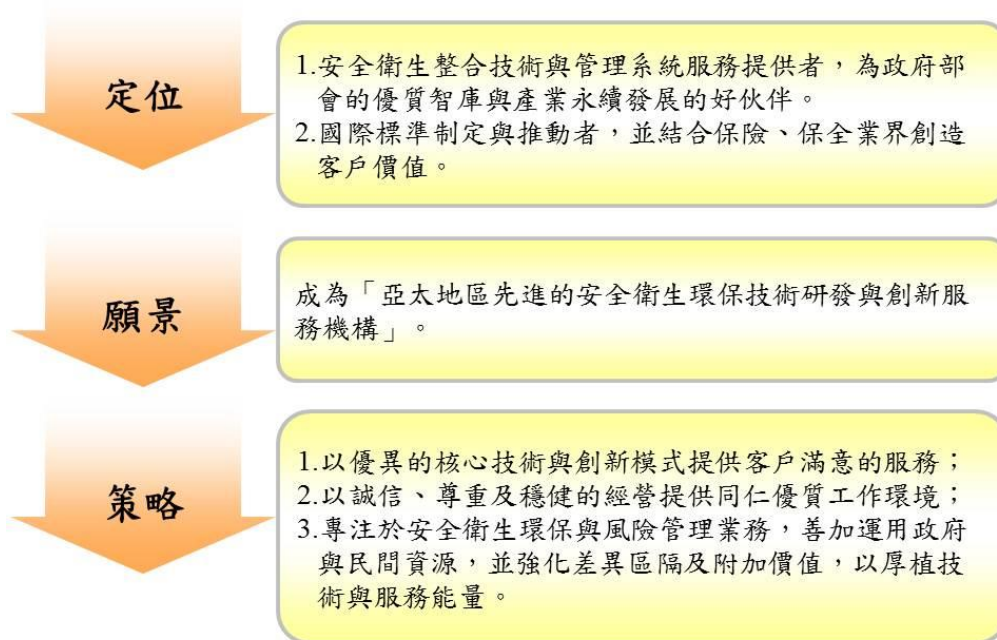 定位
1.安全衛生整合技術與管理系統服務提供者，為政府部
會的優質智庫與產業永續發展的好伙伴。
2.國際標準制定與推動者，並結合保險、保全業界創造
客戶價值。
願景
成為「亞太地區先進的安全衛生環保技術研發與創新服
務機構」。
策略
1.以優異的核心技術與創新模式提供客戶滿意的服務；
2.以誠信、尊重及穩健的經營提供同仁優質工作環境；
3.專注於安全衛生環保與風險管理業務，善加運用政府
與民間資源，並強化差異區隔及附加價值，以厚植技
術與服務能量。